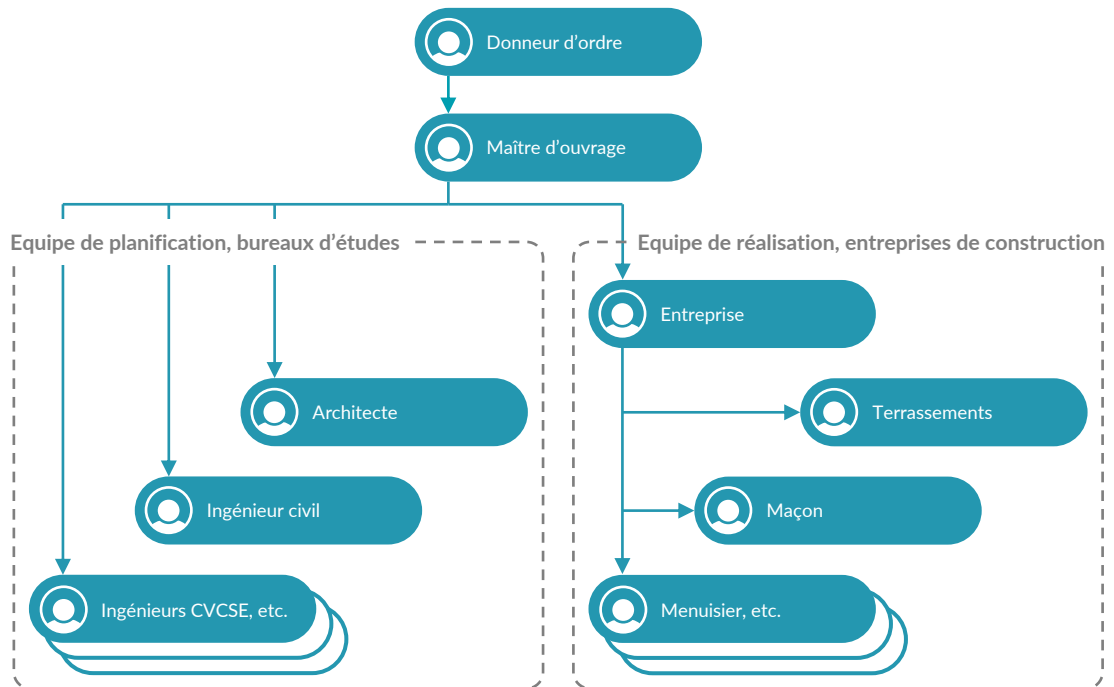 Donneur d’ordre
Maître d’ouvrage
Equipe de planification, bureaux d’études
Equipe de réalisation, entreprises de construction
Entreprise
Architecte
Terrassements
Ingénieur civil
Maçon
Ingénieurs CVCSE, etc.
Menuisier, etc.